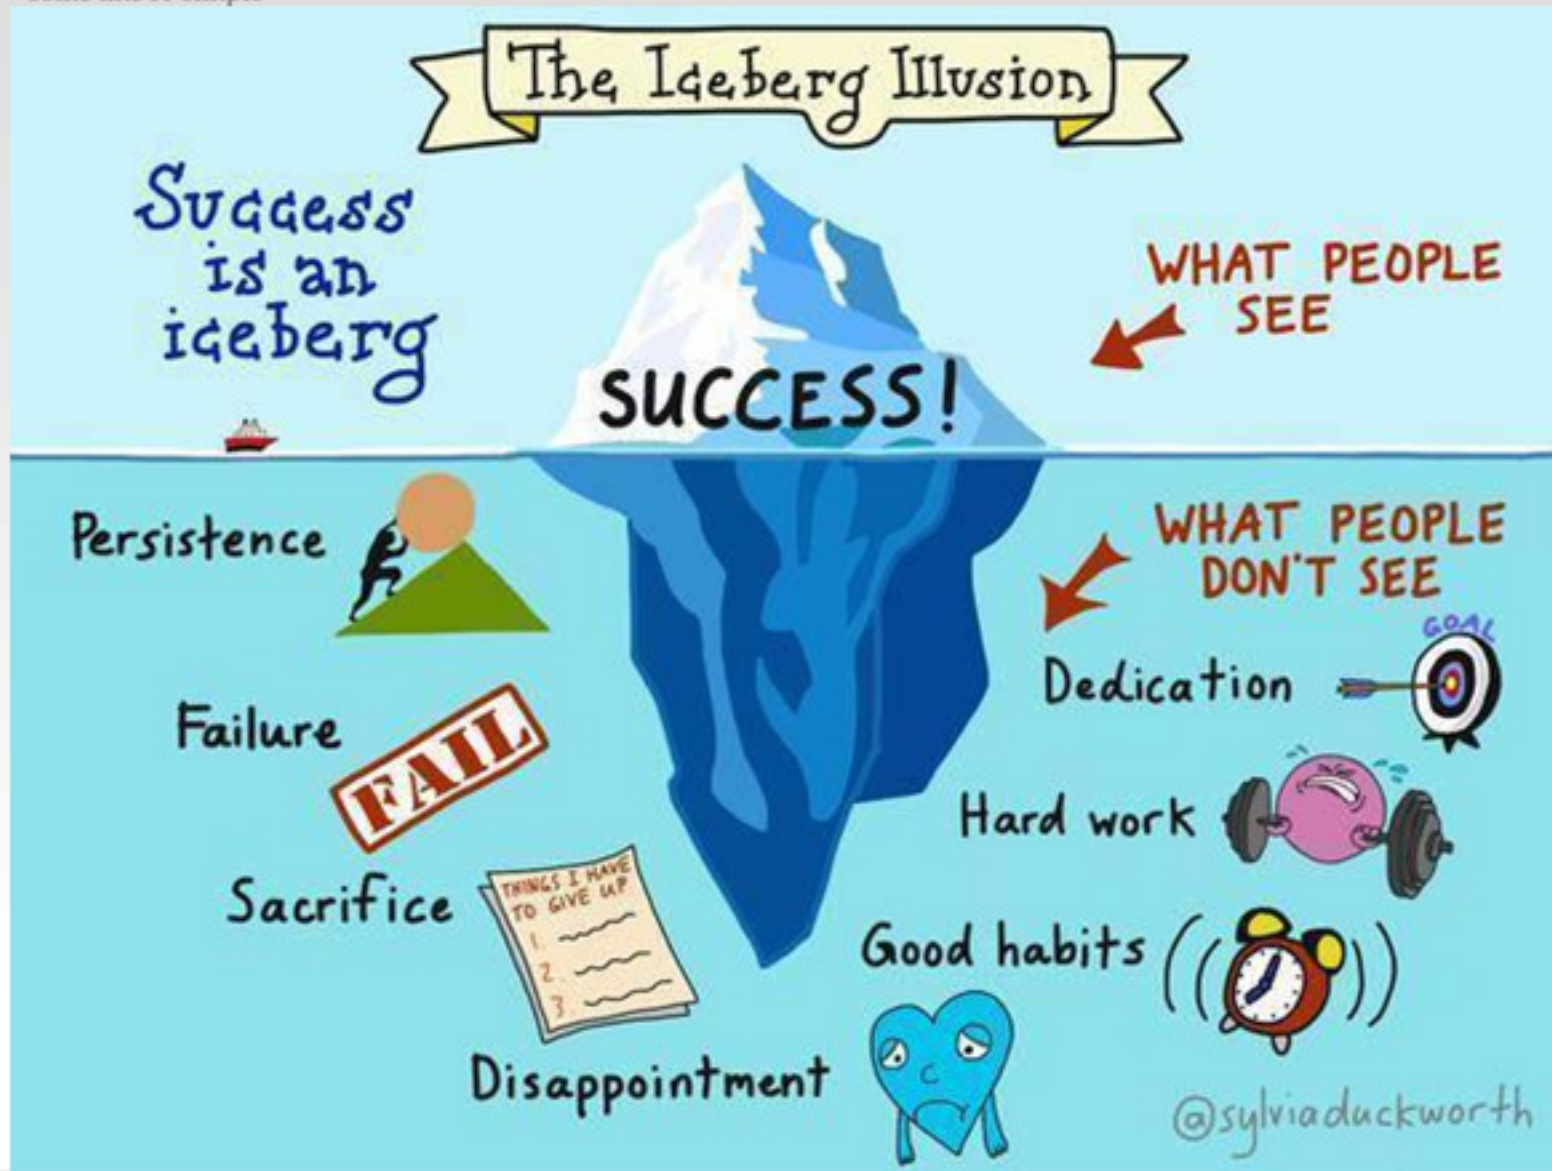 The Iceberg Illusion
Success
is an
iceberg
WHAT PEOPLE
SEE
SUCCESS!
Persistence
WHAT PEOPLE
DON'T SEE
GOAL
Dedication
Failure
FAIL
Hard work
Sacrifice
THINGS I HAVE
TO GIVE UP
1.
2.
3.
Good habits
Disappointment
@sylviaduckworth